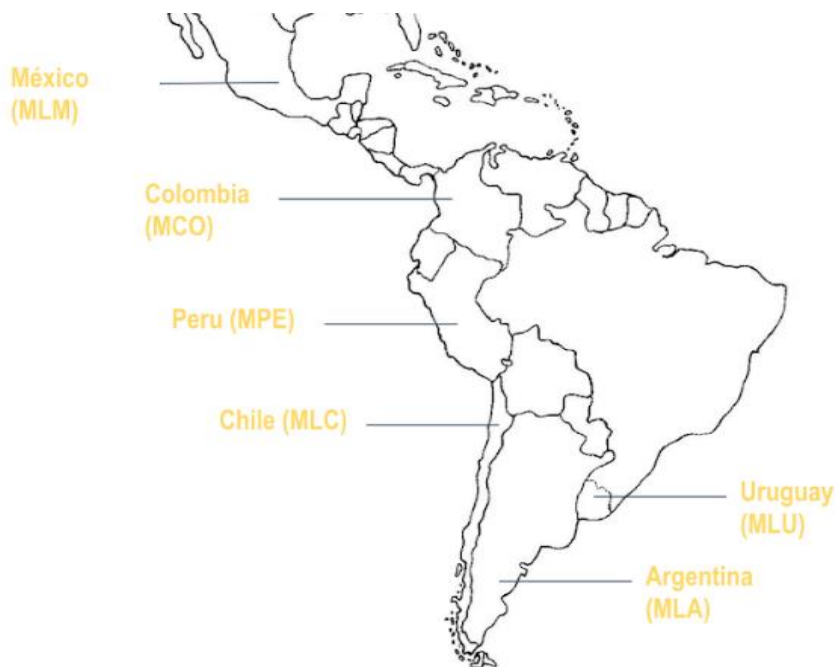 México
(MLM)
Colombia
(MCO)
Peru (MPE)
Chile (MLC)
Uruguay
(MLU)
Argentina
(MLA)